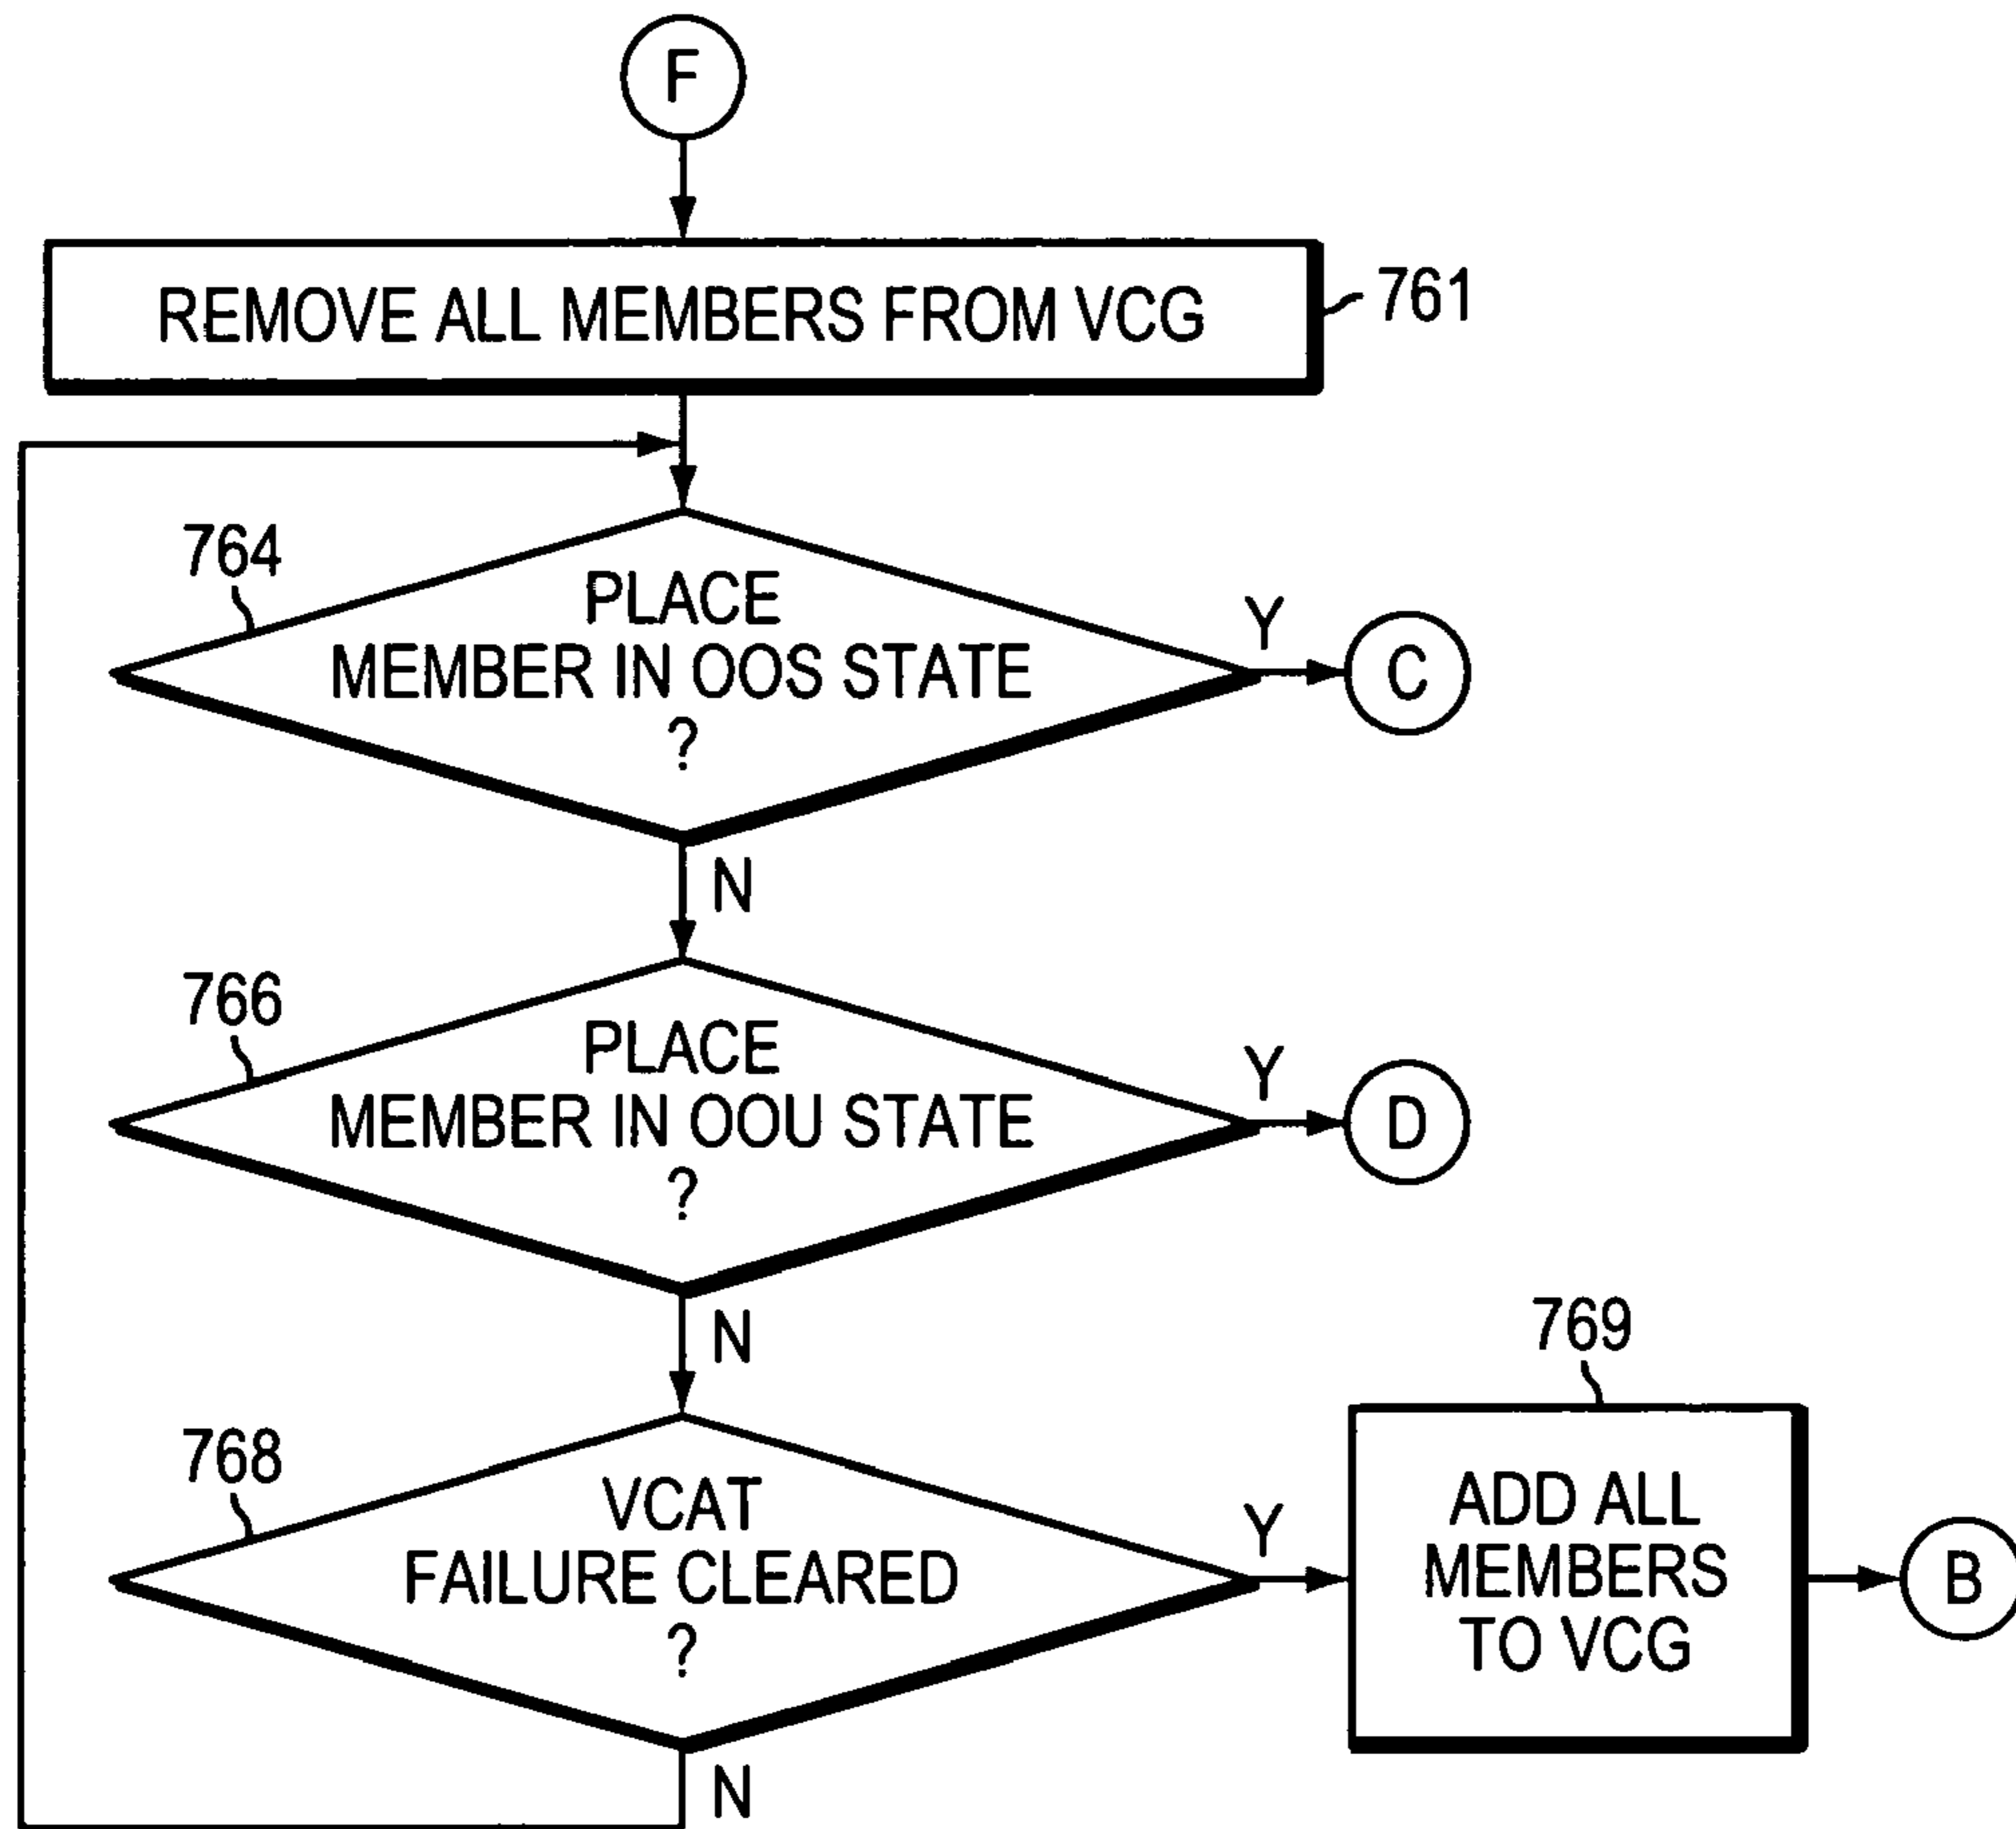 F
REMOVE ALL MEMBERS FROM VCG
761
764
PLACE
MEMBER IN OOS STATE
?
Y
C
N
766
PLACE
MEMBER IN OOU STATE
?
Y
D
N
768
VCAT
FAILURE CLEARED
?
Y
769
ADD ALL
MEMBERS
TO VCG
B
N